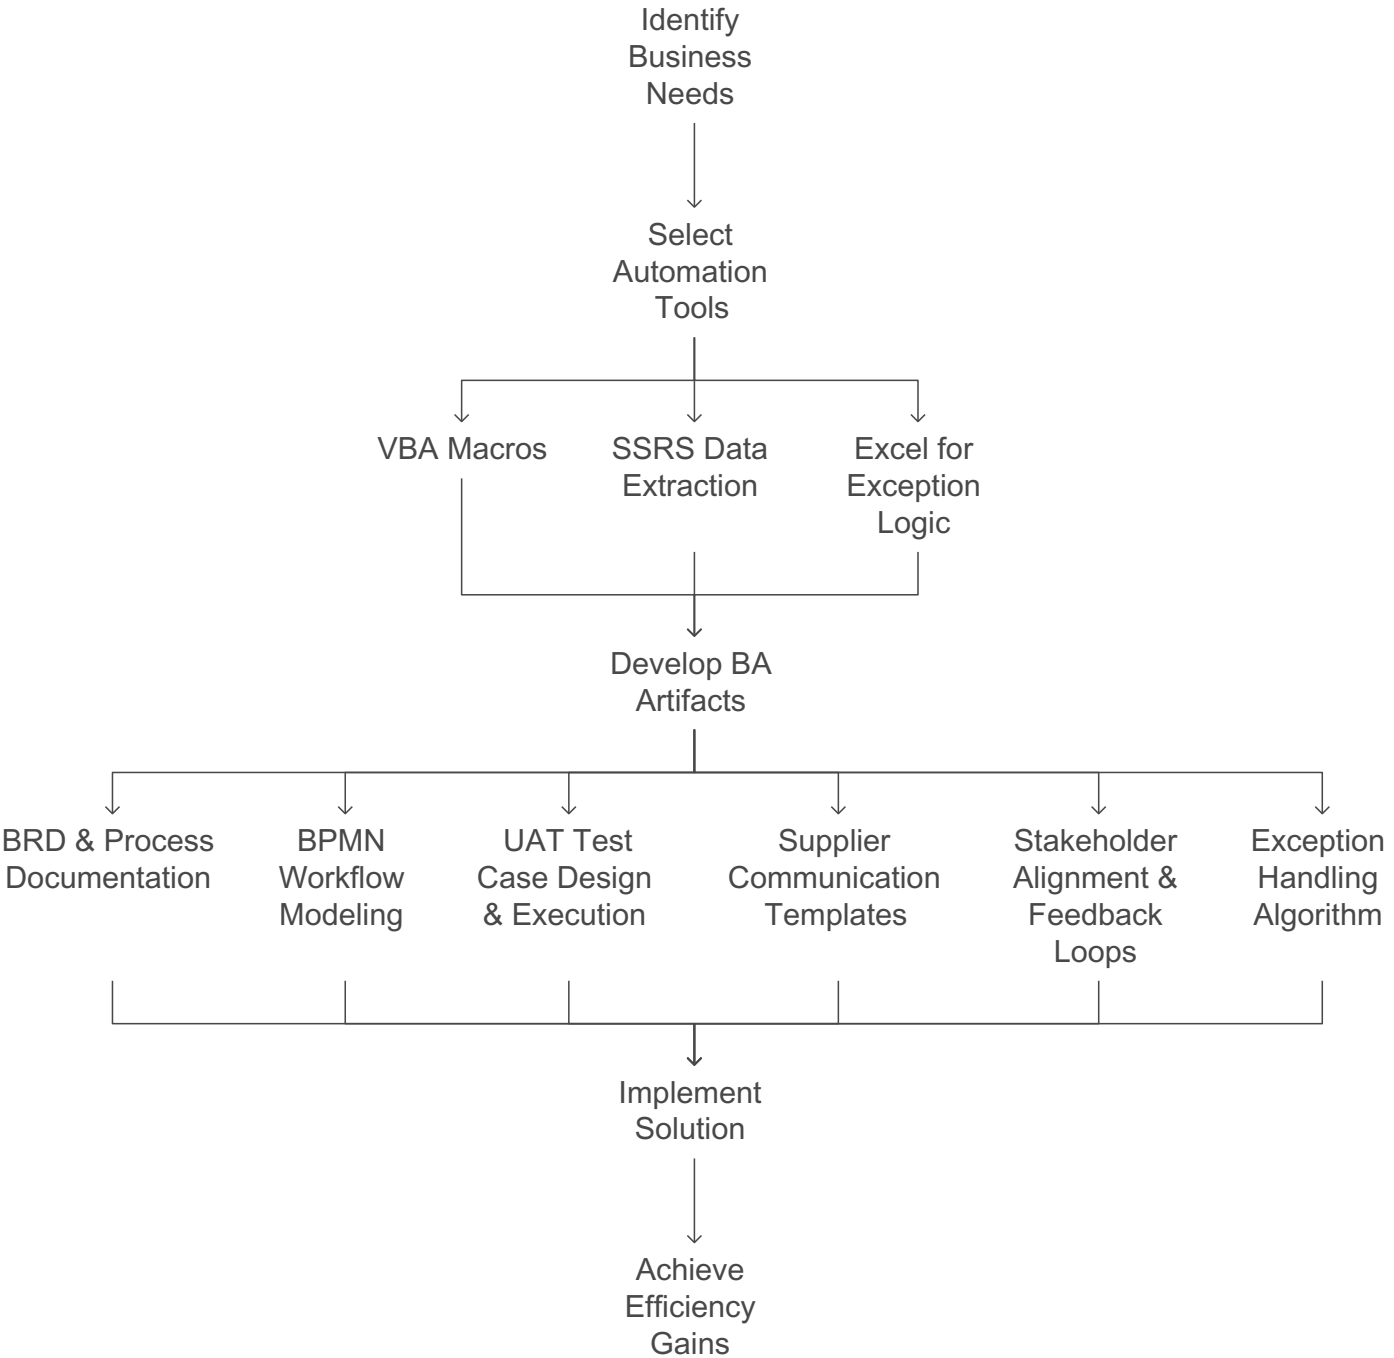 Identify
Business
Needs
Select
Automation
Tools
VBA Macros
SSRS Data
Extraction
Excel for
Exception
Logic
Develop BA
Artifacts
BRD & Process
Documentation
BPMN
Workflow
Modeling
UAT Test
Case Design
& Execution
Supplier
Communication
Templates
Stakeholder
Alignment &
Feedback
Loops
Exception
Handling
Algorithm
Implement
Solution
Achieve
Efficiency
Gains